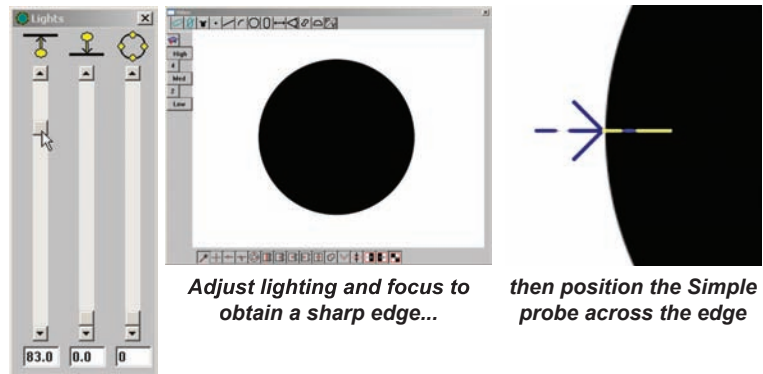 Lights
High
4
Med
2
Low
83.0
0.0
0
Adjust lighting and focus to
obtain a sharp edge...
then position the Simple
probe across the edge